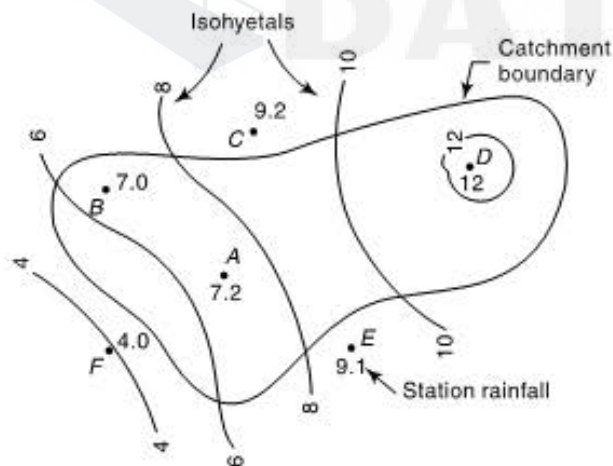 Isohyetals
Catchment
boundary
10
8
9.2
C
12
D
12
6
7.0
B
A
7.2
4
4.0
F
E
9.1
10
Station rainfall
8
4
6